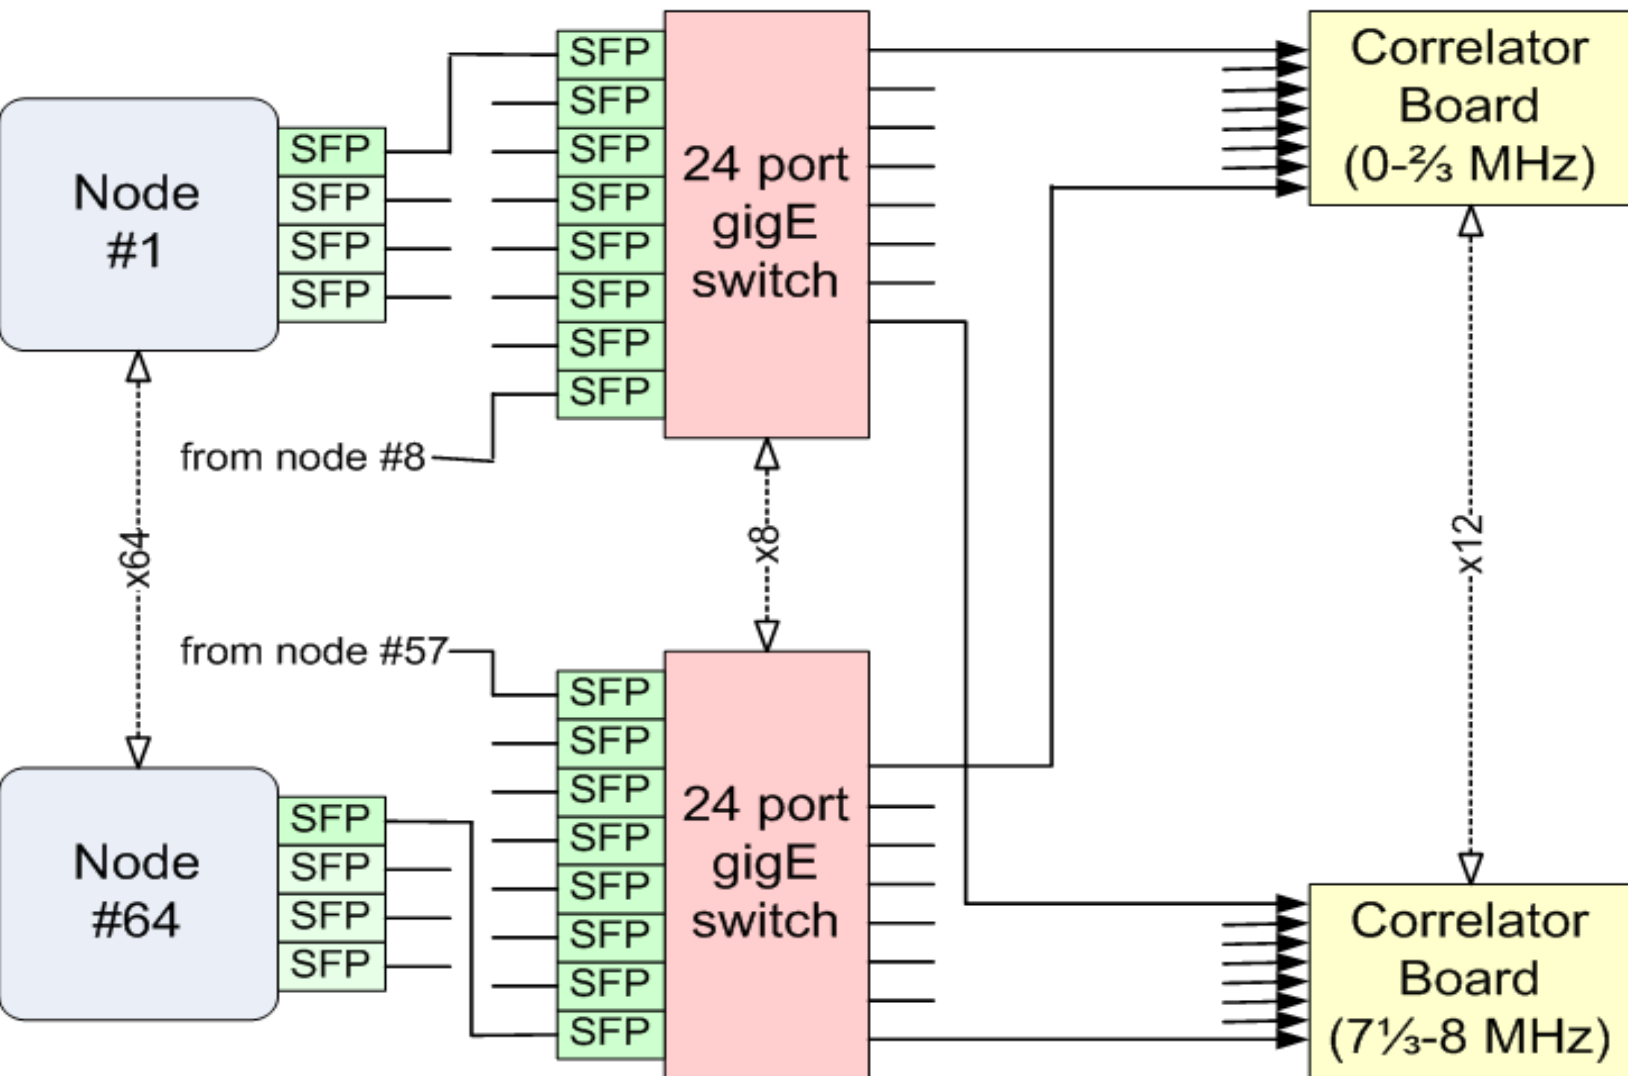 SFP
SFP
SFP
SFP
SFP
SFP
SFP
SFP
24 port
gigE
switch
Correlator
Board
(0-⅔ MHz)
Node
#1
SFP
SFP
SFP
SFP
from node #8
x64
x8
x12
from node #57
SFP
SFP
SFP
SFP
SFP
SFP
SFP
SFP
24 port
gigE
switch
Node
#64
SFP
SFP
SFP
SFP
Correlator
Board
(7⅓-8 MHz)